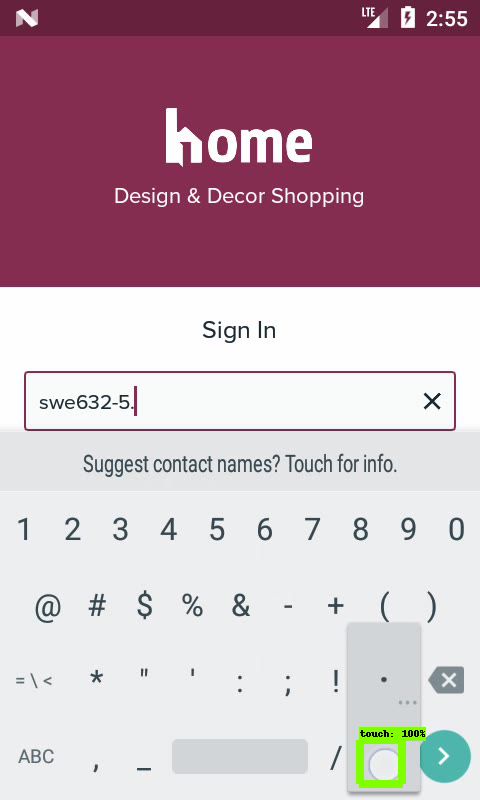 LTE 2:55
home
Design & Decor Shopping
Sign In
swe632-5.
Suggest contact names? Touch for info.
1 2 3 4 5 6 7 8 9 0
@ # $ % & - + ( )
= \ < * " ' : ; ! .
...
touch: 100%
ABC , _ /